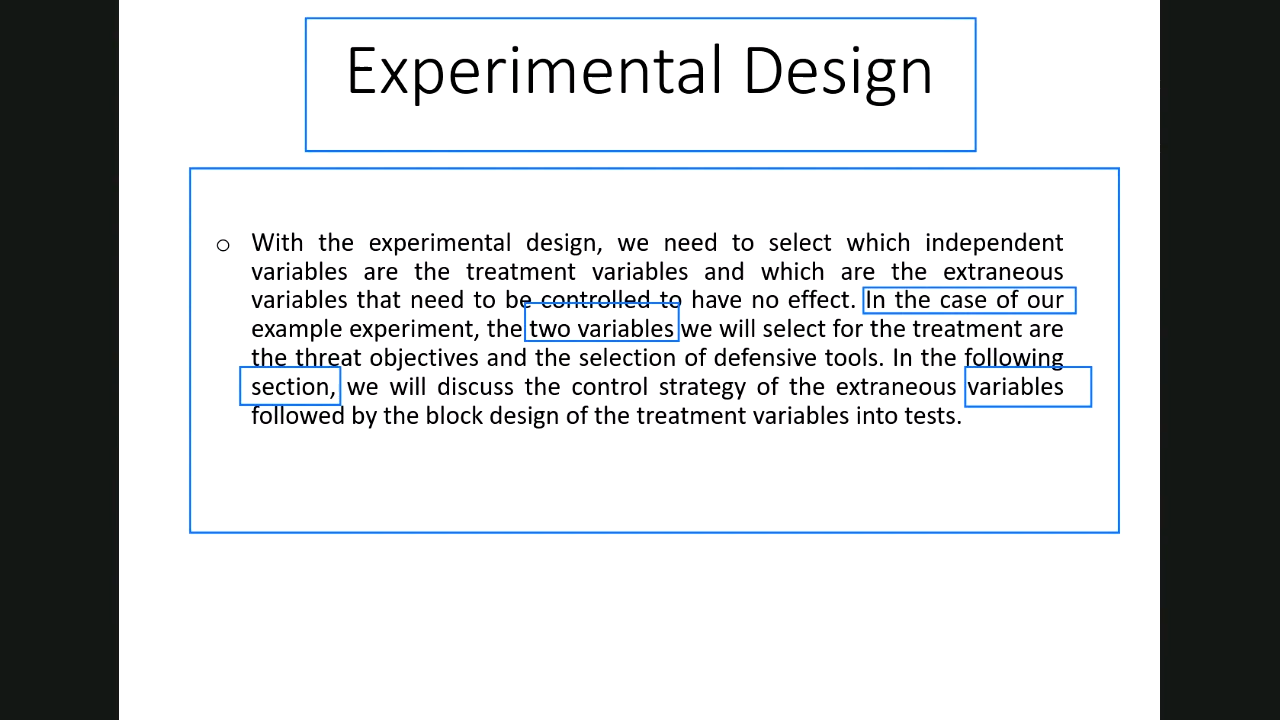 Experimental Design
o With the experimental design, we need to select which independent
variables are the treatment variables and which are the extraneous
variables that need to be controlled to have no effect. In the case of our
example experiment, the two variables we will select for the treatment are
the threat objectives and the selection of defensive tools. In the following
section, we will discuss the control strategy of the extraneous variables
followed by the block design of the treatment variables into tests.